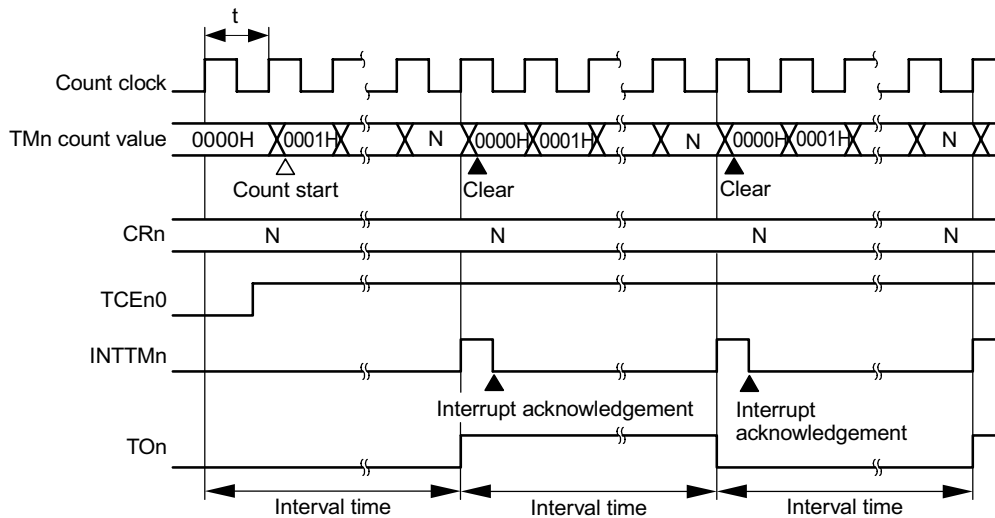 t
Count clock
TMn count value 0000H 0001H N 0000H 0001H N 0000H 0001H N
Count start Clear Clear
CRn N N N N
TCEn0
INTTMn
Interrupt acknowledgement
Interrupt
acknowledgement
TOn
Interval time Interval time Interval time